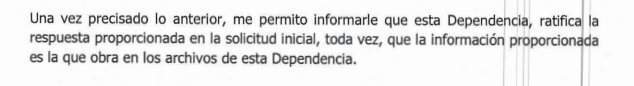 Una vez precisado lo anterior, me permito informarle que esta Dependencia, ratifica la
respuesta proporcionada en la solicitud inicial, toda vez, que la información proporcionada
es la que obra en los archivos de esta Dependencia.